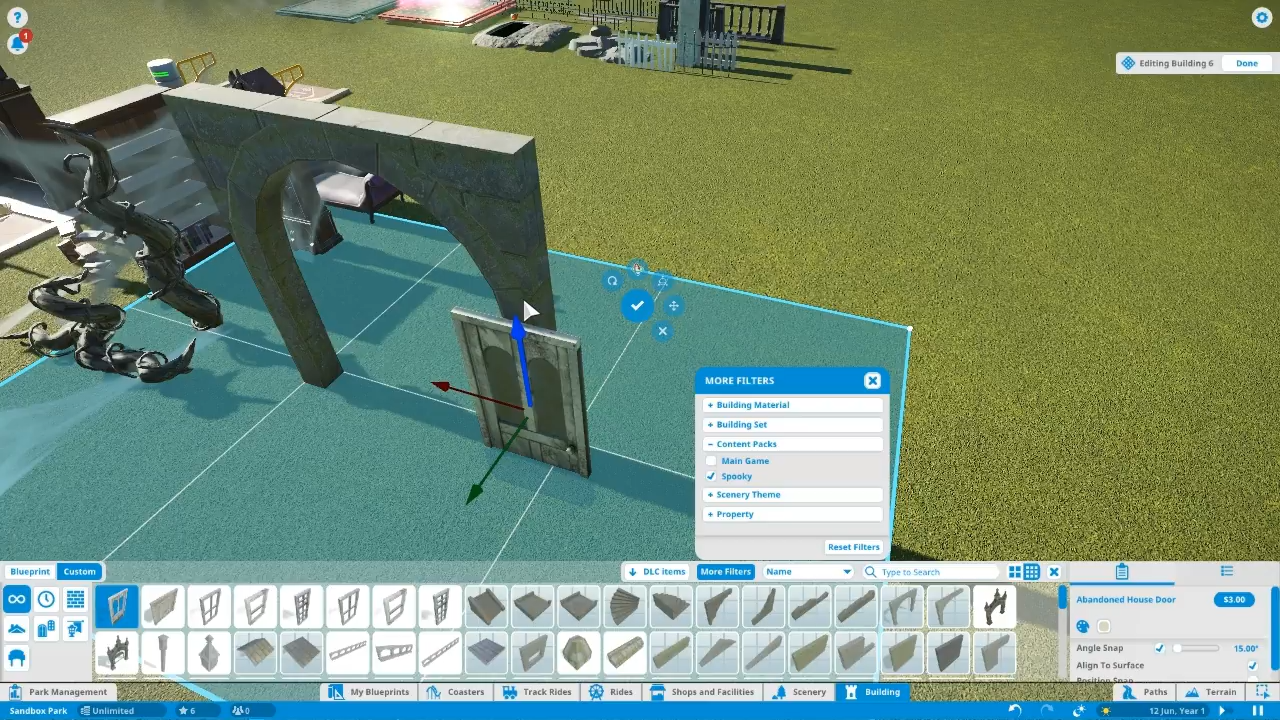 ?
1
Editing Building 6
Done
MORE FILTERS
+ Building Material
+ Building Set
− Content Packs
Main Game
Spooky
+ Scenery Theme
+ Property
Reset Filters
Blueprint
Custom
DLC items
More Filters
Name
Type to Search
Abandoned House Door
$3.00
Angle Snap
15.00°
Align To Surface
Position Snap
Park Management
My Blueprints
Coasters
Track Rides
Rides
Shops and Facilities
Scenery
Building
Paths
Terrain
Sandbox Park
Unlimited
6
0
12 Jun, Year 1